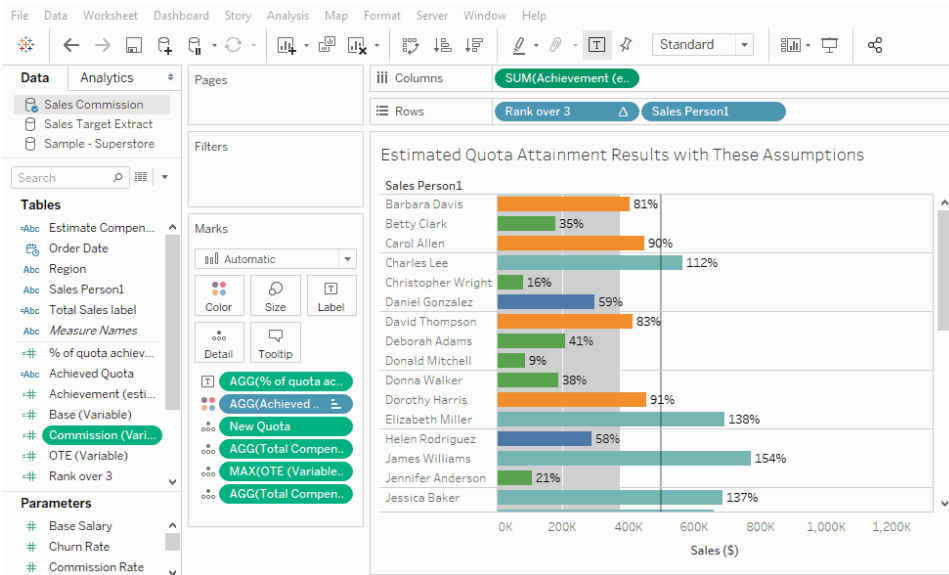 File Data Worksheet Dashboard Story Analysis Map Format Server Window Help
Standard
Data Analytics
Sales Commission
Sales Target Extract
Sample - Superstore
Search
Tables
=Abc Estimate Compen...
Order Date
Abc Region
Abc Sales Person1
=Abc Total Sales label
Abc Measure Names
=# % of quota achiev...
=Abc Achieved Quota
=# Achievement (esti...
=# Base (Variable)
=# Commission (Vari...
=# OTE (Variable)
=# Rank over 3
Parameters
# Base Salary
# Churn Rate
# Commission Rate
Pages
Filters
Marks
Automatic
Color Size Label
Detail Tooltip
AGG(% of quota ac..
AGG(Achieved ..
New Quota
AGG(Total Compen..
MAX(OTE (Variable..
AGG(Total Compen..
Columns SUM(Achievement (e..
Rows Rank over 3 Δ Sales Person1
Estimated Quota Attainment Results with These Assumptions
Sales Person1
Barbara Davis 81%
Betty Clark 35%
Carol Allen 90%
Charles Lee 112%
Christopher Wright 16%
Daniel Gonzalez 59%
David Thompson 83%
Deborah Adams 41%
Donald Mitchell 9%
Donna Walker 38%
Dorothy Harris 91%
Elizabeth Miller 138%
Helen Rodriguez 58%
James Williams 154%
Jennifer Anderson 21%
Jessica Baker 137%
0K 200K 400K 600K 800K 1,000K 1,200K
Sales ($)